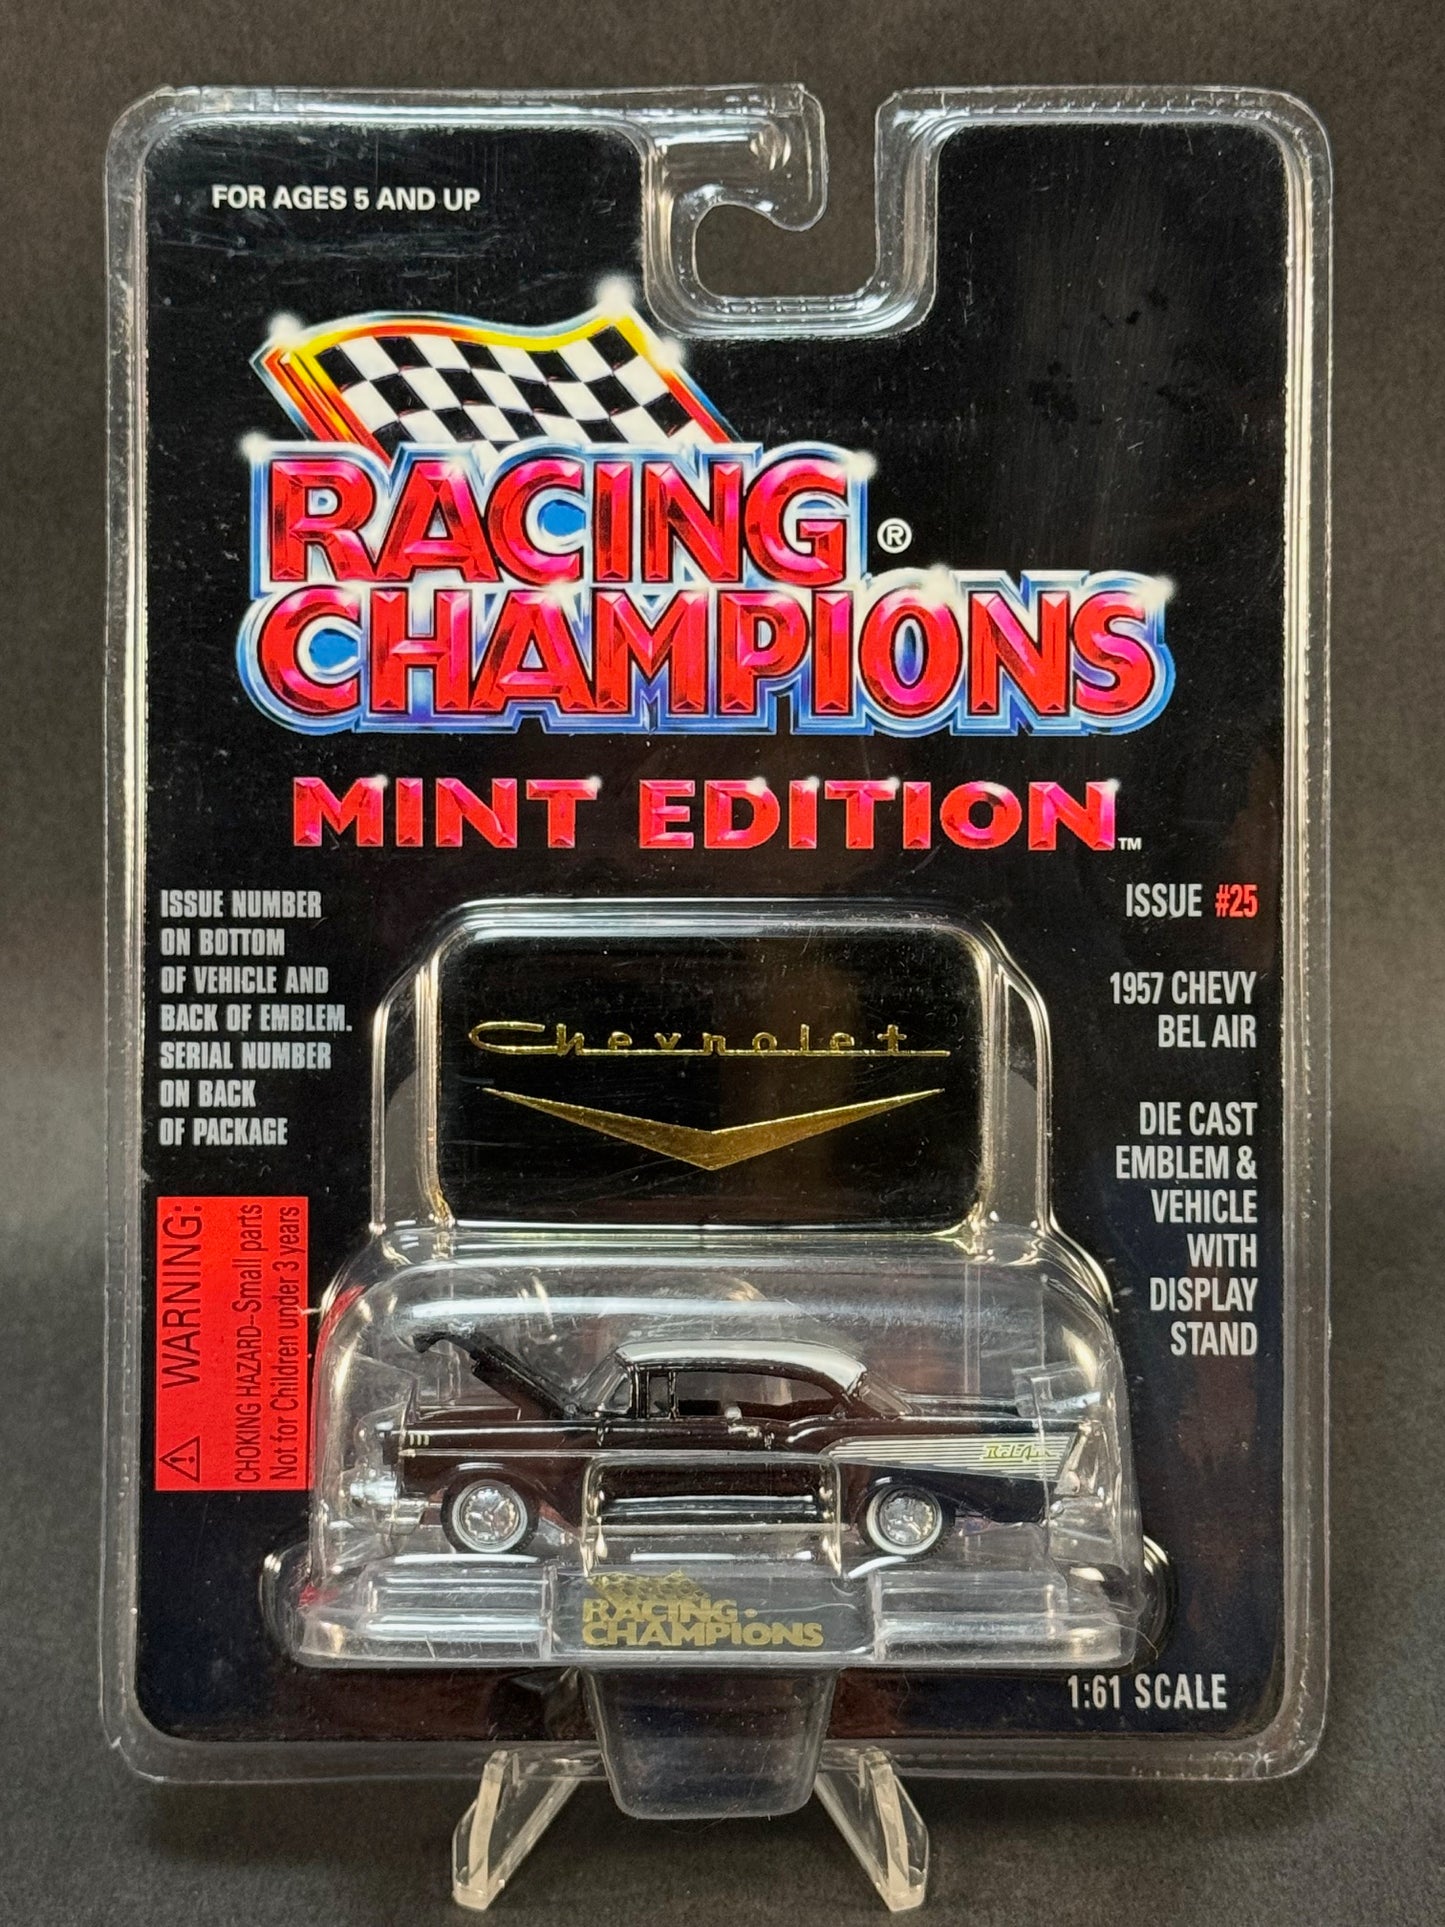 FOR AGES 5 AND UP
RACING ®
CHAMPIONS
MINT EDITION™
ISSUE NUMBER
ON BOTTOM
OF VEHICLE AND
BACK OF EMBLEM.
SERIAL NUMBER
ON BACK
OF PACKAGE
ISSUE #25
1957 CHEVY
BEL AIR
DIE CAST
EMBLEM &
VEHICLE
WITH
DISPLAY
STAND
Chevrolet
WARNING:
CHOKING HAZARD–Small parts
Not for Children under 3 years
Bel Air
RACING
CHAMPIONS
1:61 SCALE